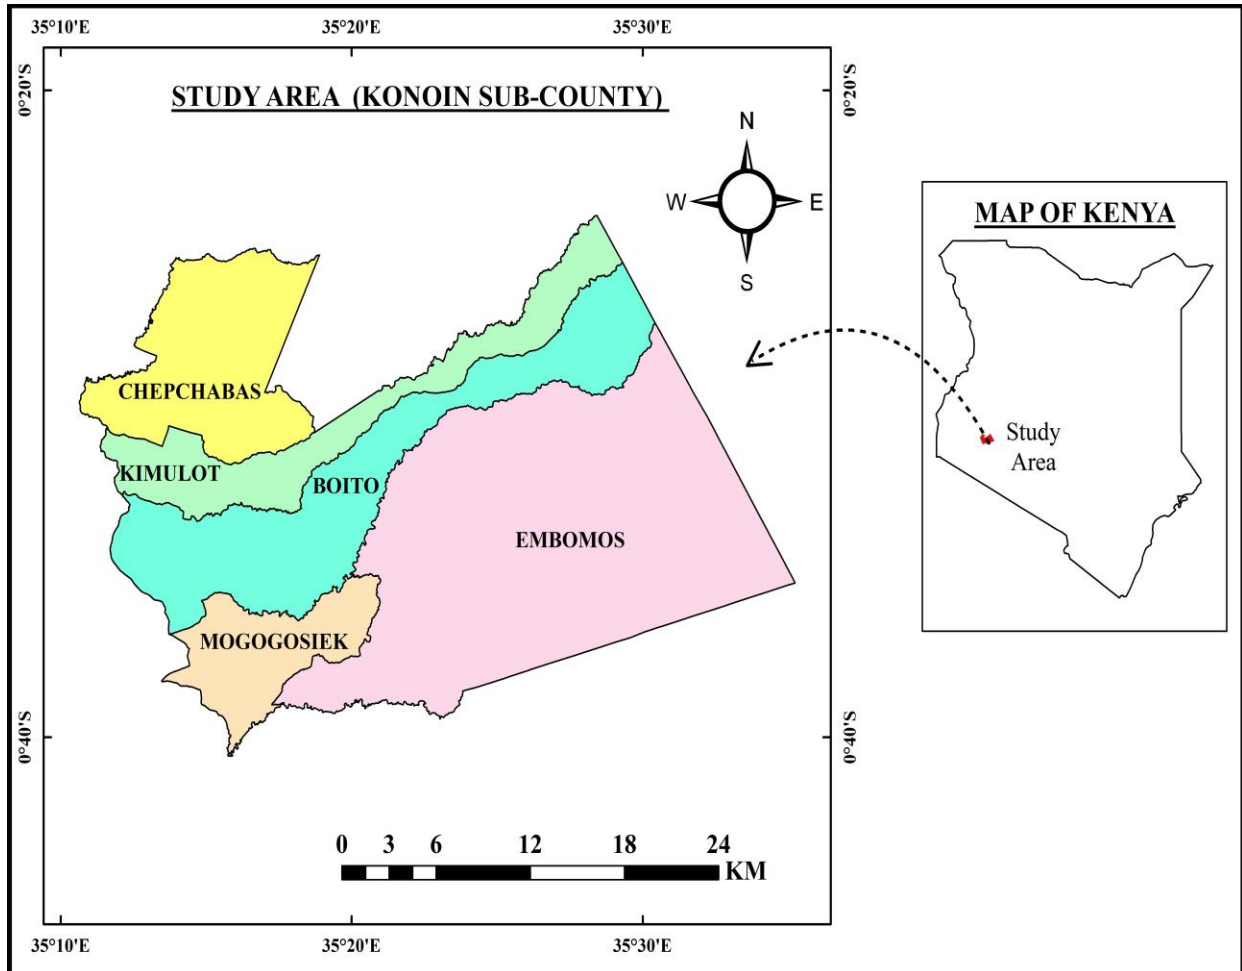 35°10'E 35°20'E 35°30'E
0°20'S 0°20'S
STUDY AREA (KONOIN SUB-COUNTY)
N
W E
S
MAP OF KENYA
CHEPCHABAS
KIMULOT
BOITO
EMBOMOS
MOGOGOSIEK
Study
Area
0°40'S 0°40'S
0 3 6 12 18 24
KM
35°10'E 35°20'E 35°30'E